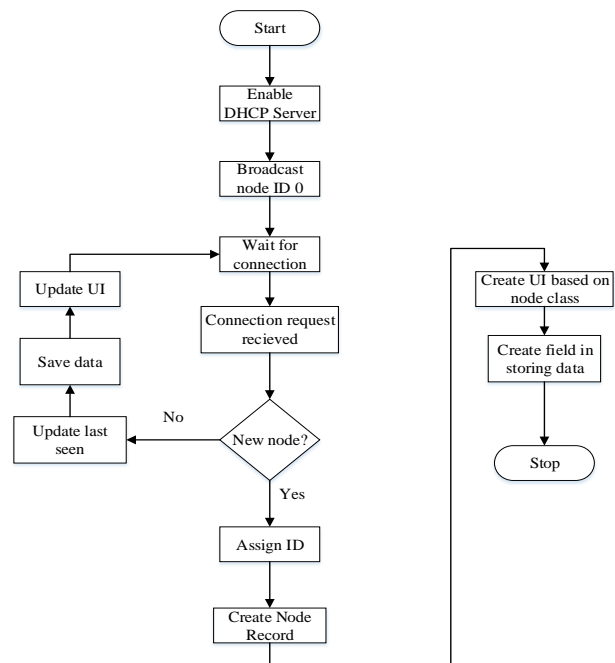 Start
Enable
DHCP Server
Broadcast
node ID 0
Wait for
connection
Connection request
recieved
New node?
No
Update last
seen
Save data
Update UI
Yes
Assign ID
Create Node
Record
Create UI based on
node class
Create field in
storing data
Stop